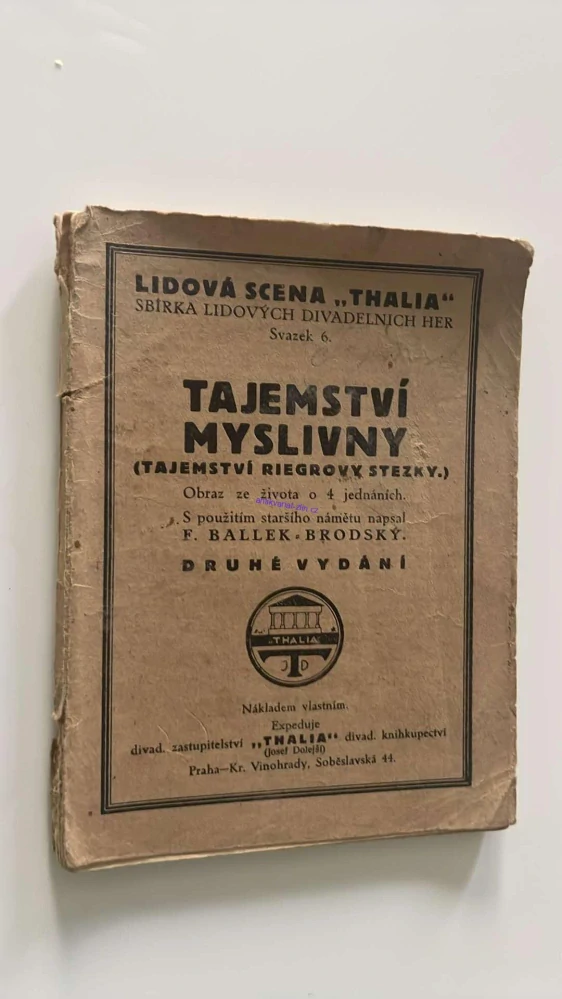 LIDOVÁ SCENA „THALIA“
SBÍRKA LIDOVÝCH DIVADELNICH HER
Svazek 6.
TAJEMSTVÍ
MYSLIVNY
(TAJEMSTVÍ RIEGROVY STEZKY.)
Obraz ze života o 4 jednáních.
S použitím staršího námětu napsal
F. BALLEK-BRODSKÝ.
DRUHÉ VYDÁNÍ
„THALIA“
J D
Nákladem vlastním.
Expeduje
divad. zastupitelství „THALIA“ divad. knihkupectví
(Josef Dolejší)
Praha—Kr. Vinohrady, Soběslavská 44.